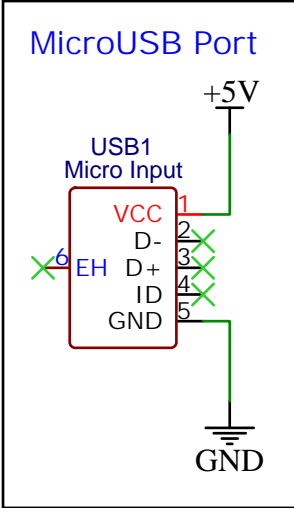 MicroUSB Port
+5V
USB1
Micro Input
VCC 1
D- 2
6 EH D+ 3
ID 4
GND 5
GND